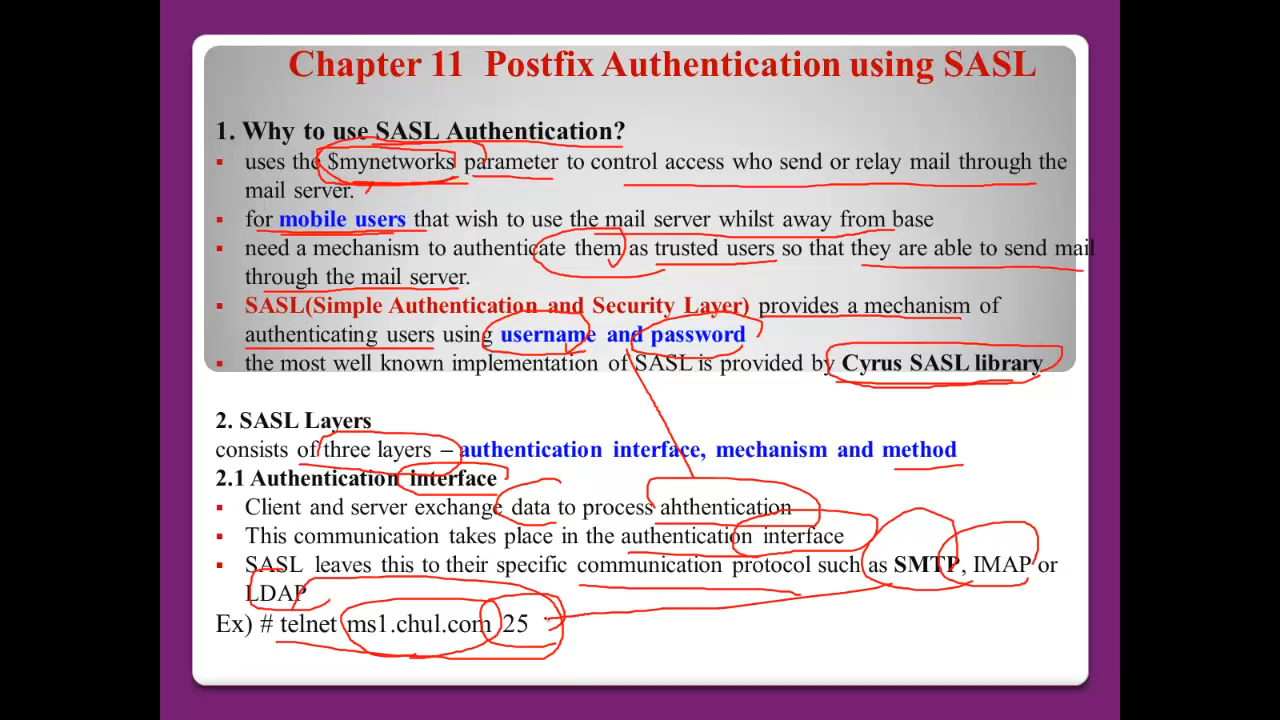 Chapter 11 Postfix Authentication using SASL
1. Why to use SASL Authentication?
▪ uses the $mynetworks parameter to control access who send or relay mail through the
mail server.
▪ for mobile users that wish to use the mail server whilst away from base
▪ need a mechanism to authenticate them as trusted users so that they are able to send mail
through the mail server.
▪ SASL(Simple Authentication and Security Layer) provides a mechanism of
authenticating users using username and password
▪ the most well known implementation of SASL is provided by Cyrus SASL library
2. SASL Layers
consists of three layers – authentication interface, mechanism and method
2.1 Authentication interface
▪ Client and server exchange data to process ahthentication
▪ This communication takes place in the authentication interface
▪ SASL leaves this to their specific communication protocol such as SMTP, IMAP or
LDAP
Ex) # telnet ms1.chul.com 25